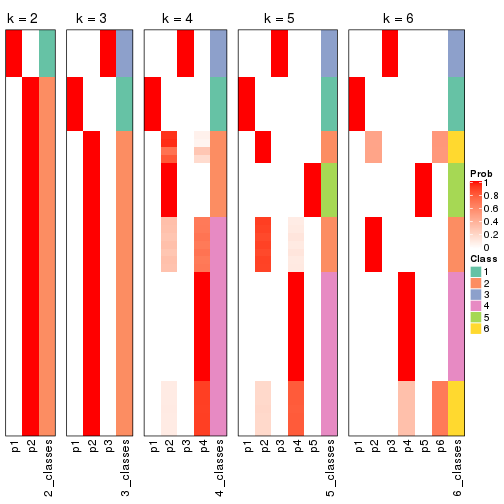 k = 2
k = 3
k = 4
k = 5
k = 6
Prob
1
0.8
0.6
0.4
0.2
0
Class
1
2
3
4
5
6
p1
p2
2_classes
p1
p2
p3
3_classes
p1
p2
p3
p4
4_classes
p1
p2
p3
p4
p5
5_classes
p1
p2
p3
p4
p5
p6
6_classes